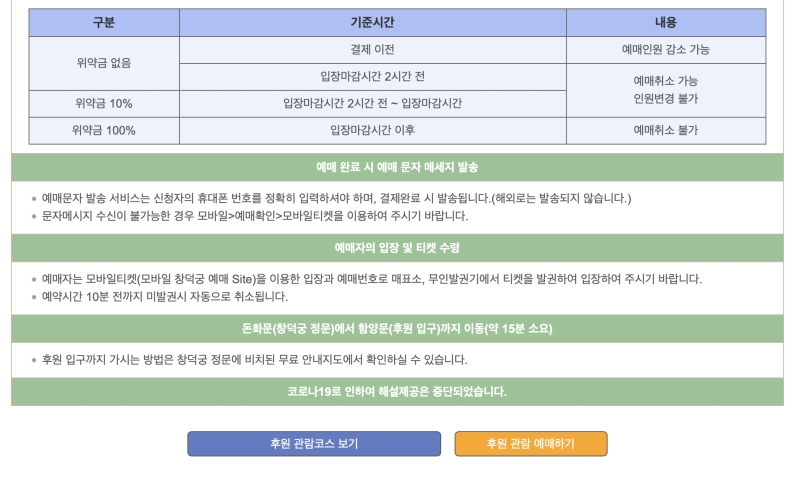 구분 기준시간 내용
위약금 없음 결제 이전 예매인원 감소 가능
입장마감시간 2시간 전 예매취소 가능
인원변경 불가
위약금 10% 입장마감시간 2시간 전 ~ 입장마감시간
위약금 100% 입장마감시간 이후 예매취소 불가
예매 완료 시 예매 문자 메세지 발송
예매문자 발송 서비스는 신청자의 휴대폰 번호를 정확히 입력하셔야 하며, 결제완료 시 발송됩니다.(해외로는 발송되지 않습니다.)
문자메시지 수신이 불가능한 경우 모바일>예매확인>모바일티켓을 이용하여 주시기 바랍니다.
예매자의 입장 및 티켓 수령
예매자는 모바일티켓(모바일 창덕궁 예매 Site)을 이용한 입장과 예매번호로 매표소, 무인발권기에서 티켓을 발권하여 입장하여 주시기 바랍니다.
예약시간 10분 전까지 미발권시 자동으로 취소됩니다.
돈화문(창덕궁 정문)에서 함양문(후원 입구)까지 이동(약 15분 소요)
후원 입구까지 가시는 방법은 창덕궁 정문에 비치된 무료 안내지도에서 확인하실 수 있습니다.
코로나19로 인하여 해설제공은 중단되었습니다.
후원 관람코스 보기 후원 관람 예매하기